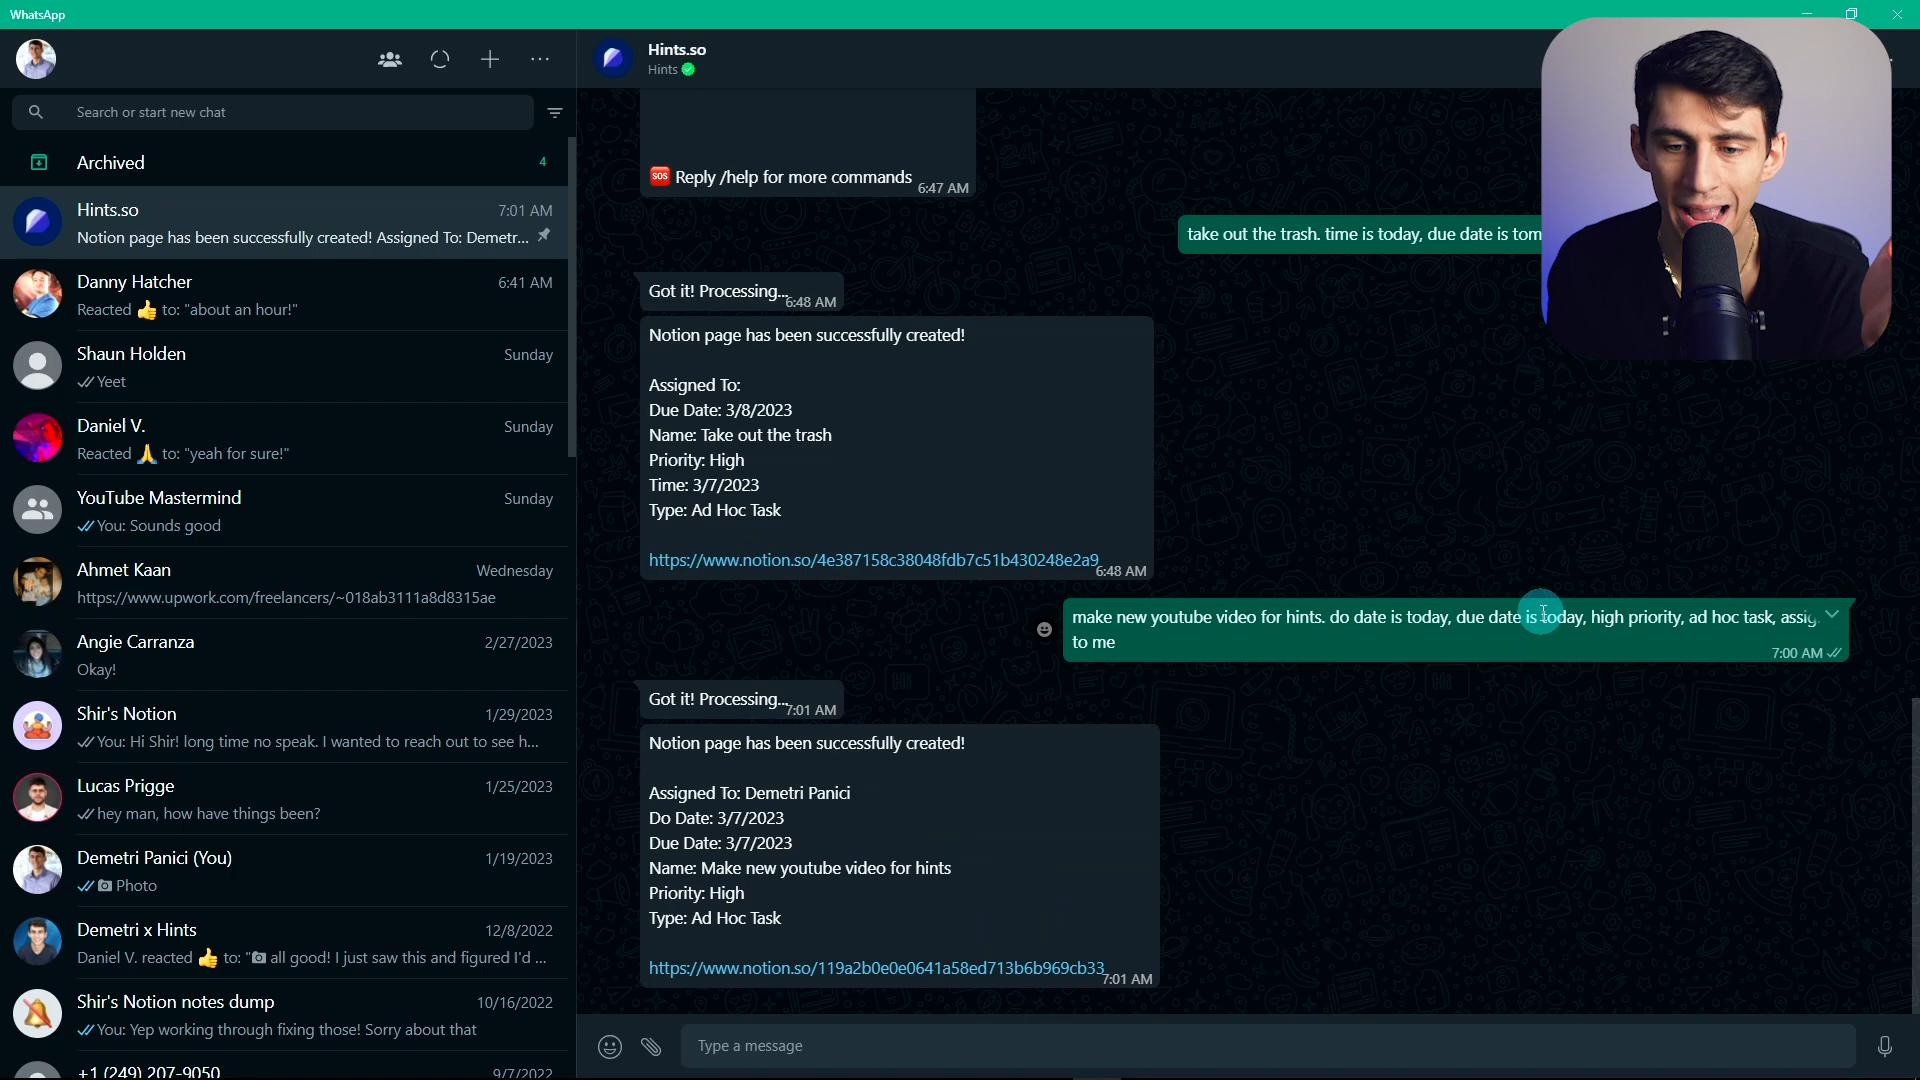 WhatsApp
Search or start new chat
Archived
4
Hints.so
7:01 AM
Notion page has been successfully created! Assigned To: Demetr...
Danny Hatcher
6:41 AM
Reacted 👍 to: "about an hour!"
Shaun Holden
Sunday
Yeet
Daniel V.
Sunday
Reacted 🙏 to: "yeah for sure!"
YouTube Mastermind
Sunday
You: Sounds good
Ahmet Kaan
Wednesday
https://www.upwork.com/freelancers/~018ab3111a8d8315ae
Angie Carranza
2/27/2023
Okay!
Shir's Notion
1/29/2023
You: Hi Shir! long time no speak. I wanted to reach out to see h...
Lucas Prigge
1/25/2023
hey man, how have things been?
Demetri Panici (You)
1/19/2023
Photo
Demetri x Hints
12/8/2022
Daniel V. reacted 👍 to: "📷 all good! I just saw this and figured I'd ...
Shir's Notion notes dump
10/16/2022
You: Yep working through fixing those! Sorry about that
+1 (249) 207-9050
9/7/2022
Hints.so
Hints
🆘 Reply /help for more commands
6:47 AM
take out the trash. time is today, due date is tom
Got it! Processing...
6:48 AM
Notion page has been successfully created!
Assigned To:
Due Date: 3/8/2023
Name: Take out the trash
Priority: High
Time: 3/7/2023
Type: Ad Hoc Task
https://www.notion.so/4e387158c38048fdb7c51b430248e2a9
6:48 AM
make new youtube video for hints. do date is today, due date is today, high priority, ad hoc task, assig
to me
7:00 AM
Got it! Processing...
7:01 AM
Notion page has been successfully created!
Assigned To: Demetri Panici
Do Date: 3/7/2023
Due Date: 3/7/2023
Name: Make new youtube video for hints
Priority: High
Type: Ad Hoc Task
https://www.notion.so/119a2b0e0e0641a58ed713b6b969cb33
7:01 AM
Type a message